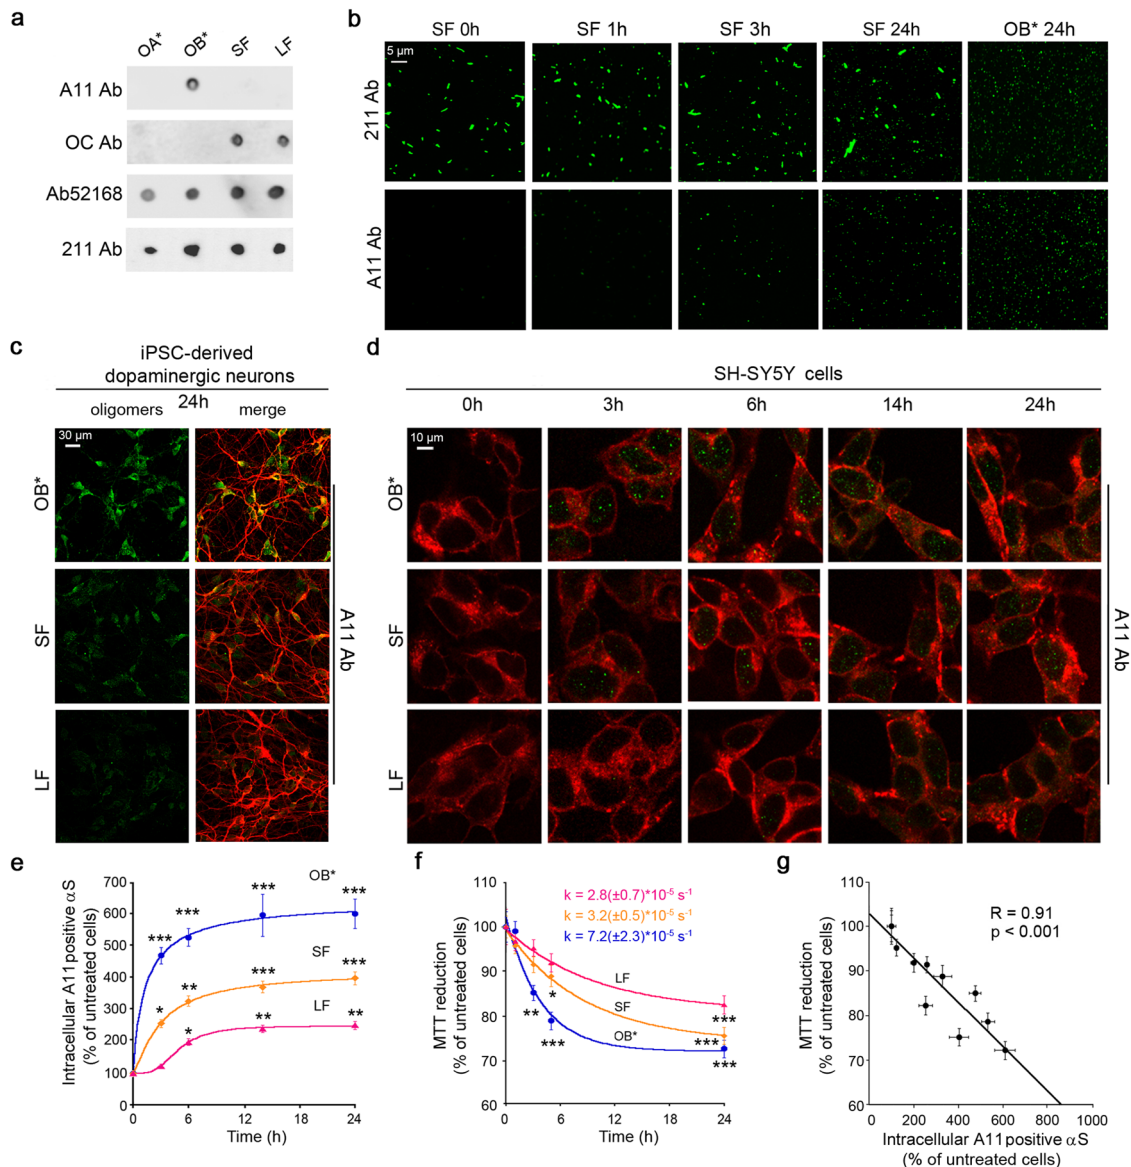 a
OA*
OB*
SF
LF
A11 Ab
OC Ab
Ab52168
211 Ab
b
SF 0h
SF 1h
SF 3h
SF 24h
OB* 24h
5 µm
211 Ab
A11 Ab
c
iPSC-derived
dopaminergic neurons
24h
oligomers
merge
30 µm
OB*
SF
LF
A11 Ab
d
SH-SY5Y cells
0h
3h
6h
14h
24h
10 µm
OB*
SF
LF
A11 Ab
e
Intracellular A11 positive αS
(% of untreated cells)
700
600
500
400
300
200
100
0
OB*
SF
LF
***
***
***
***
*
**
***
***
*
**
**
0
6
12
18
24
Time (h)
f
MTT reduction
(% of untreated cells)
110
100
90
80
70
60
k = 2.8(±0.7)*10⁻⁵ s⁻¹
k = 3.2(±0.5)*10⁻⁵ s⁻¹
k = 7.2(±2.3)*10⁻⁵ s⁻¹
LF
SF
OB*
*
**
***
***
***
***
0
6
12
18
24
Time (h)
g
MTT reduction
(% of untreated cells)
110
100
90
80
70
60
R = 0.91
p < 0.001
0
200
400
600
800
1000
Intracellular A11 positive αS
(% of untreated cells)